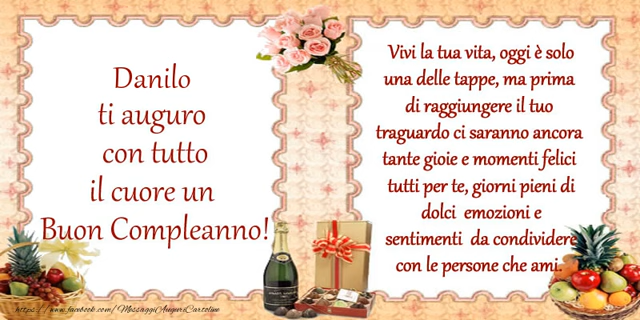 Danilo
ti auguro
con tutto
il cuore un
Buon Compleanno!
Vivi la tua vita, oggi è solo
una delle tappe, ma prima
di raggiungere il tuo
traguardo ci saranno ancora
tante gioie e momenti felici
tutti per te, giorni pieni di
dolci emozioni e
sentimenti da condividere
con le persone che ami.
https://www.facebook.com/MessaggiAuguriCartoline